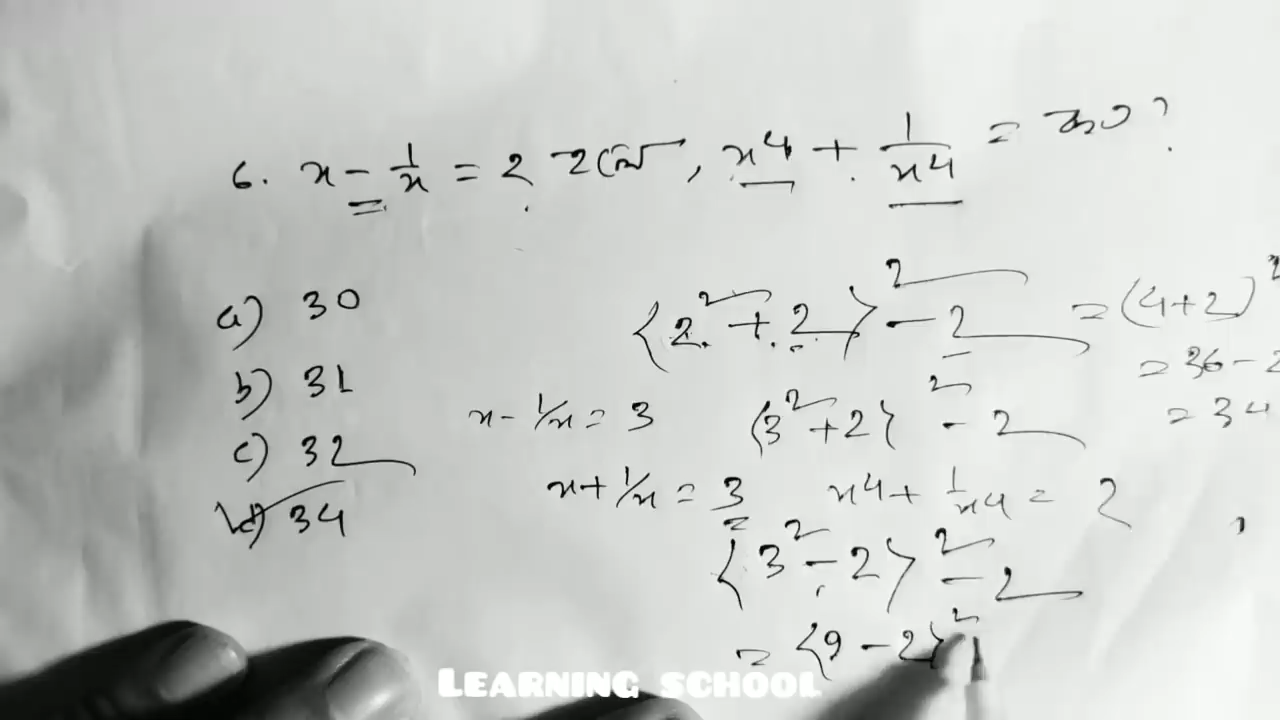 6. x - 1/x = 2 হলে, x4 + 1/x4 = কত?
a) 30
b) 31
c) 32
d) 34
{2² + 2}² - 2 = (4+2)²
= 36 - 2
= 34
x - 1/x = 3 {3² + 2}² - 2
x + 1/x = 3 x4 + 1/x4 = 2
{3² - 2}² - 2
= {9 - 2}²
LEARNING SCHOOL